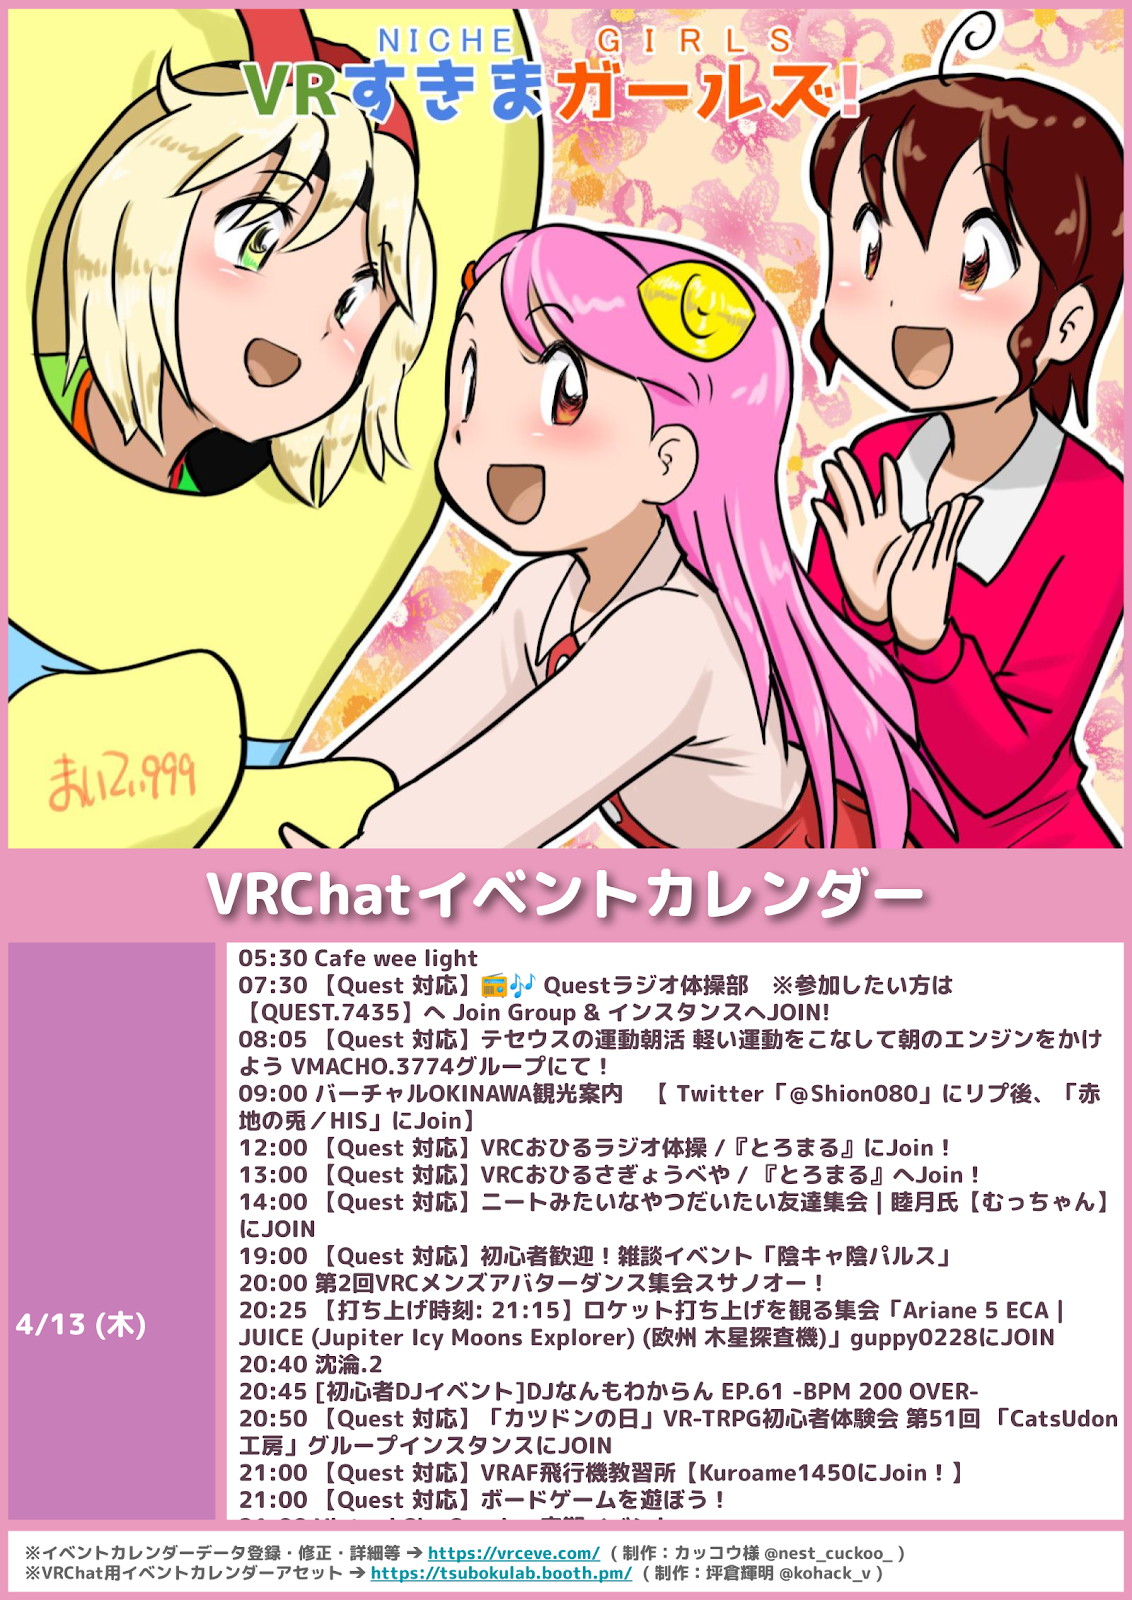 NICHE GIRLS
VRすきまガールズ!
まいてぃ999
VRChatイベントカレンダー
4/13 (木)
05:30 Cafe wee light
07:30 【Quest 対応】📻🎶 Questラジオ体操部　※参加したい方は
【QUEST.7435】へ Join Group & インスタンスへJOIN!
08:05 【Quest 対応】テセウスの運動朝活 軽い運動をこなして朝のエンジンをかけ
よう VMACHO.3774グループにて！
09:00 バーチャルOKINAWA観光案内　【 Twitter「@Shion080」にリプ後、「赤
地の兎／HIS」にJoin】
12:00 【Quest 対応】VRCおひるラジオ体操 /『とろまる』にJoin！
13:00 【Quest 対応】VRCおひるさぎょうべや / 『とろまる』へJoin！
14:00 【Quest 対応】ニートみたいなやつだいたい友達集会 | 睦月氏【むっちゃん】
にJOIN
19:00 【Quest 対応】初心者歓迎！雑談イベント「陰キャ陰パルス」
20:00 第2回VRCメンズアバターダンス集会スサノオー！
20:25 【打ち上げ時刻: 21:15】ロケット打ち上げを観る集会「Ariane 5 ECA |
JUICE (Jupiter Icy Moons Explorer) (欧州 木星探査機)」guppy0228にJOIN
20:40 沈淪.2
20:45 [初心者DJイベント]DJなんもわからん EP.61 -BPM 200 OVER-
20:50 【Quest 対応】「カツドンの日」VR-TRPG初心者体験会 第51回 「CatsUdon
工房」グループインスタンスにJOIN
21:00 【Quest 対応】VRAF飛行機教習所【Kuroame1450にJoin！】
21:00 【Quest 対応】ボードゲームを遊ぼう！
※イベントカレンダーデータ登録・修正・詳細等 ➔ https://vrceve.com/ （制作：カッコウ様 @nest_cuckoo_ ）
※VRChat用イベントカレンダーアセット ➔ https://tsubokulab.booth.pm/ （制作：坪倉輝明 @kohack_v ）